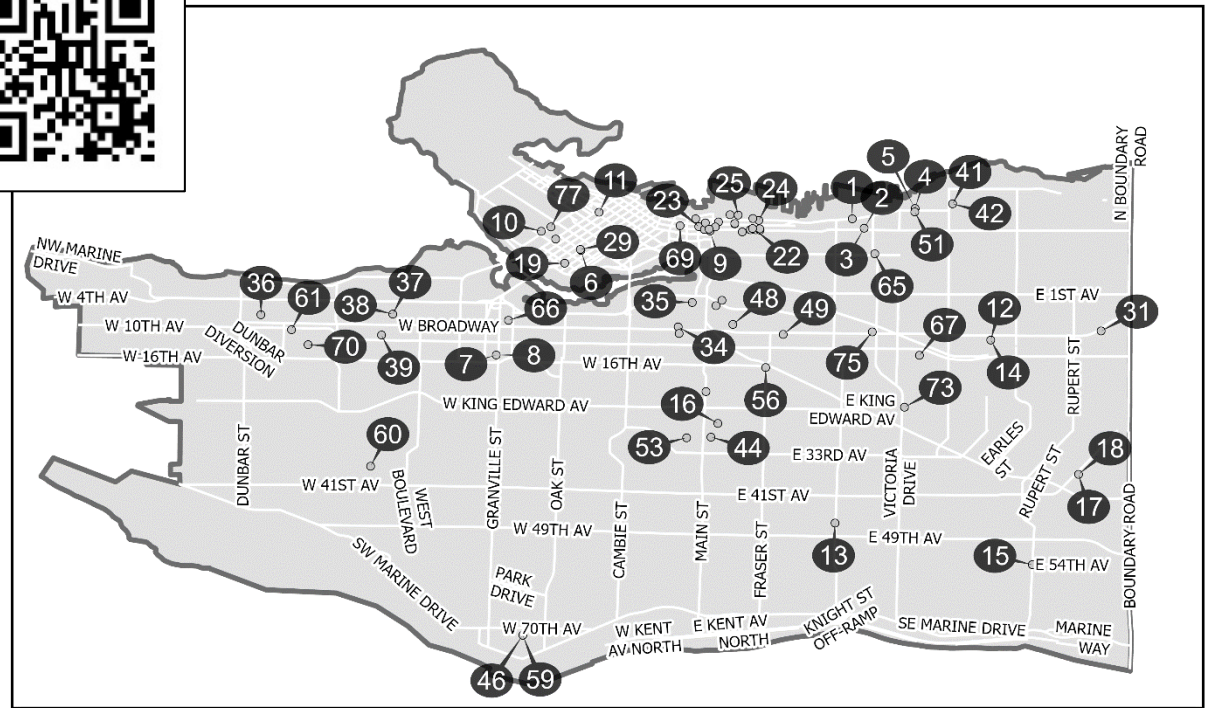 N BOUNDARY
ROAD
5
4
41
25
24
1
2
11
77
23
10
42
51
29
22
3
NW MARINE
DRIVE
19
6
69
9
65
37
36
61
38
35
48
49
12
31
W 4TH AV
E 1ST AV
66
67
W 10TH AV
W BROADWAY
DUNBAR
DIVERSION
70
39
7
8
34
75
14
W 16TH AV
W 16TH AV
56
73
RUPERT ST
W KING EDWARD AV
16
E KING
EDWARD AV
60
53
44
E 33RD AV
EARLES
ST
18
DUNBAR ST
W 41ST AV
WEST
BOULEVARD
GRANVILLE ST
OAK ST
E 41ST AV
VICTORIA
DRIVE
RUPERT ST
17
W 49TH AV
CAMBIE ST
MAIN ST
FRASER ST
13
E 49TH AV
15
E 54TH AV
BOUNDARY ROAD
SW MARINE DRIVE
PARK
DRIVE
W 70TH AV
W KENT
AV NORTH
E KENT AV
NORTH
KNIGHT ST
OFF-RAMP
SE MARINE DRIVE
MARINE
WAY
46
59